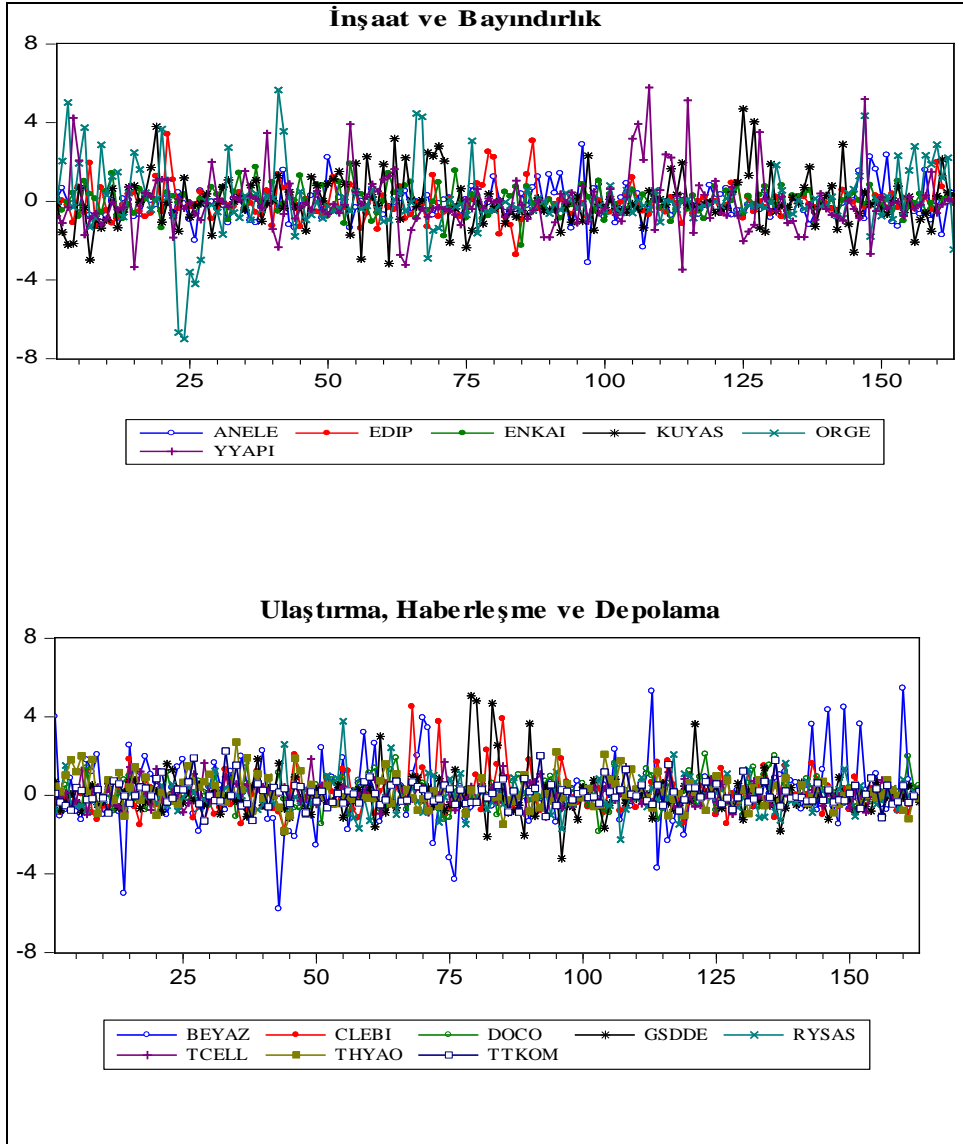 İnşaat ve Bayındırlık
8
4
0
-4
-8
25 50 75 100 125 150
ANELE EDIP ENKAI KUYAS ORGE
YYAPI
Ulaştırma, Haberleşme ve Depolama
8
4
0
-4
-8
25 50 75 100 125 150
BEYAZ CLEBI DOCO GSDDE RYSAS
TCELL THYAO TTKOM